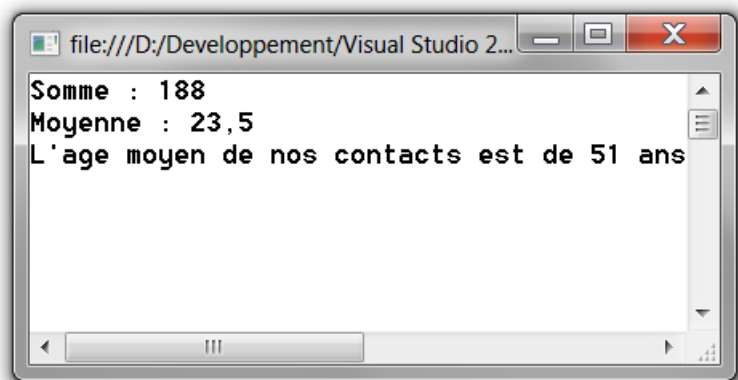 file:///D:/Developpement/Visual Studio 2...
Somme : 188
Moyenne : 23,5
L'age moyen de nos contacts est de 51 ans